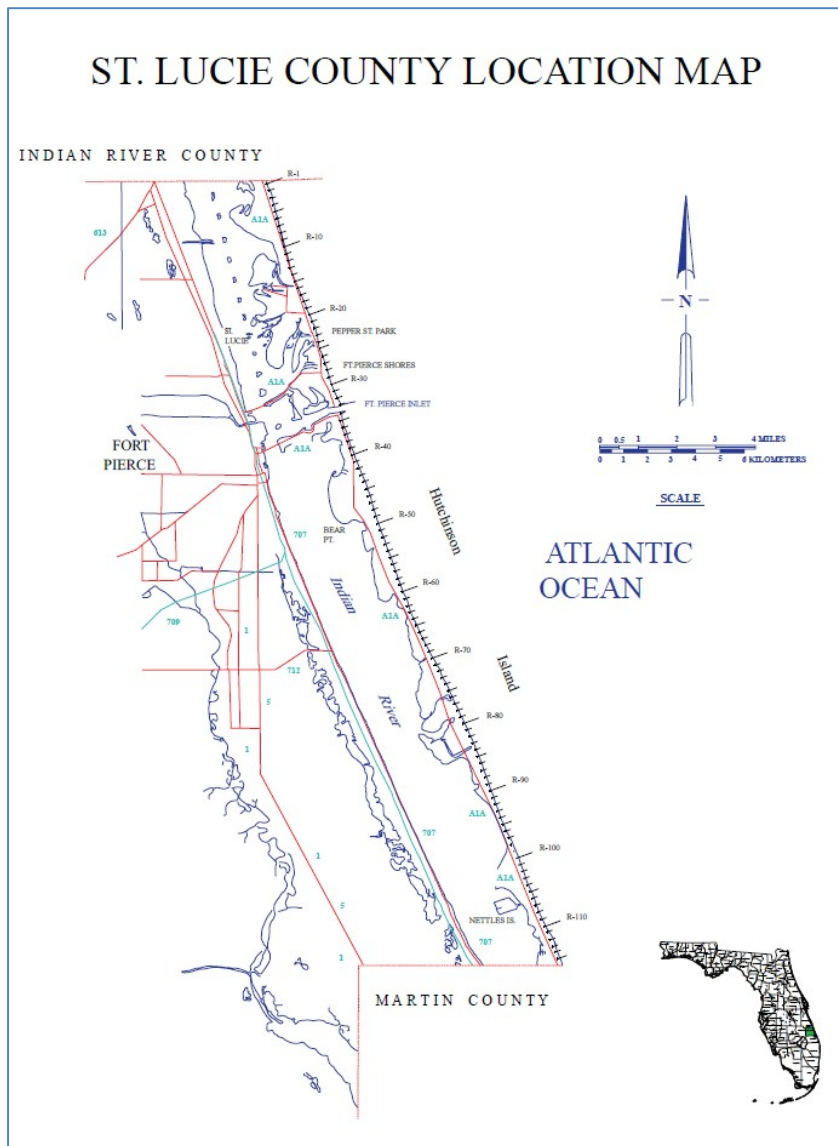 ST. LUCIE COUNTY LOCATION MAP
INDIAN RIVER COUNTY
R-1
A1A
613
R-10
R-20
ST.
LUCIE
PEPPER ST. PARK
FT.PIERCE SHORES
A1A
R-30
FT. PIERCE INLET
N
FORT
PIERCE
A1A
R-40
0 0.5 1 2 3 4 MILES
0 1 2 3 4 5 6 KILOMETERS
SCALE
Hutchinson
R-50
707
BEAR
PT.
ATLANTIC
OCEAN
Indian
R-60
A1A
709
1
R-70
Island
712
5
River
R-80
1
R-90
A1A
707
1
R-100
A1A
5
NETTLES IS.
R-110
707
1
MARTIN COUNTY